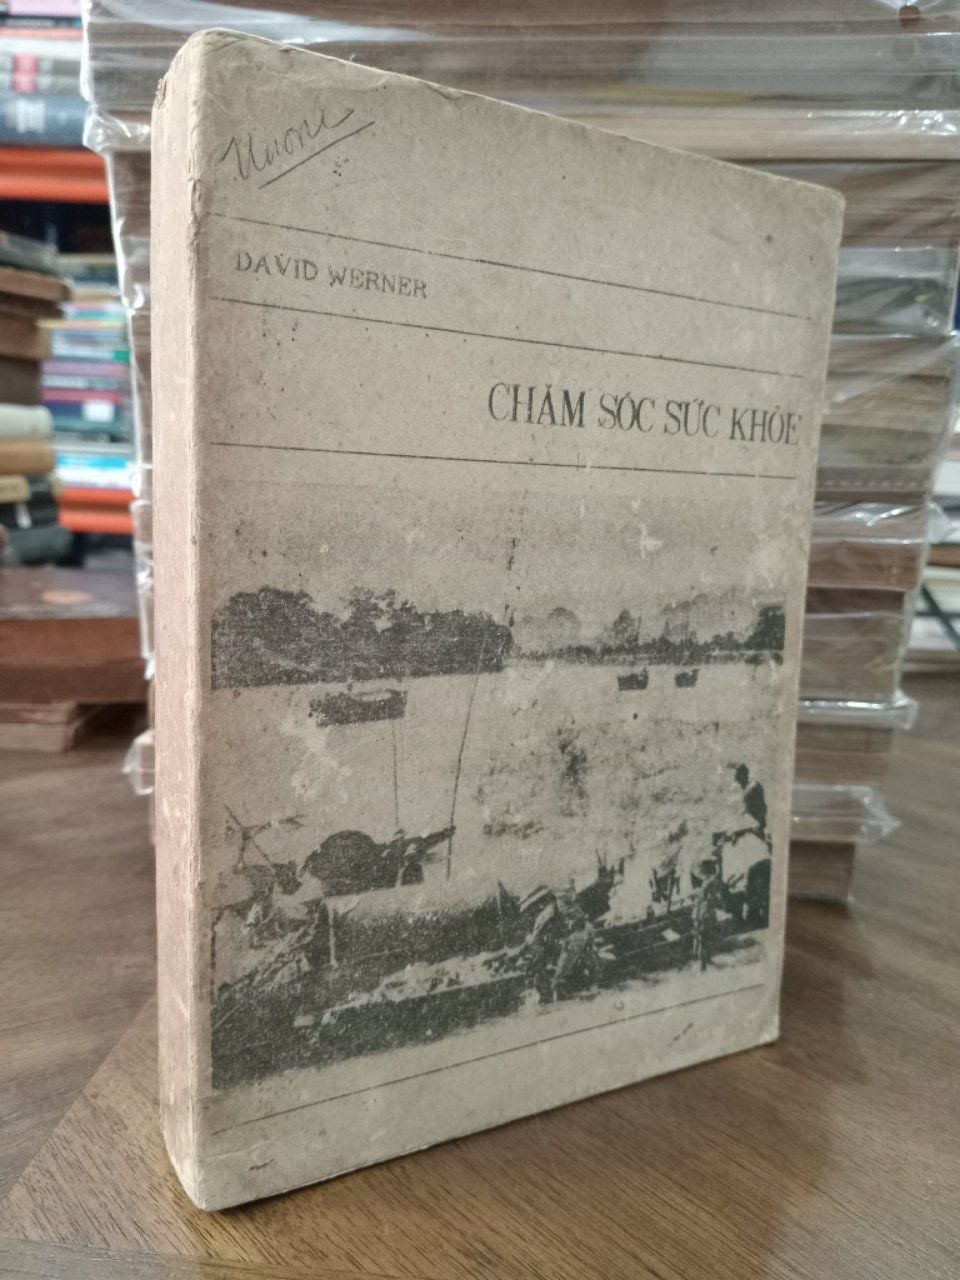 DAVID WERNER
CHĂM SÓC SỨC KHỎE